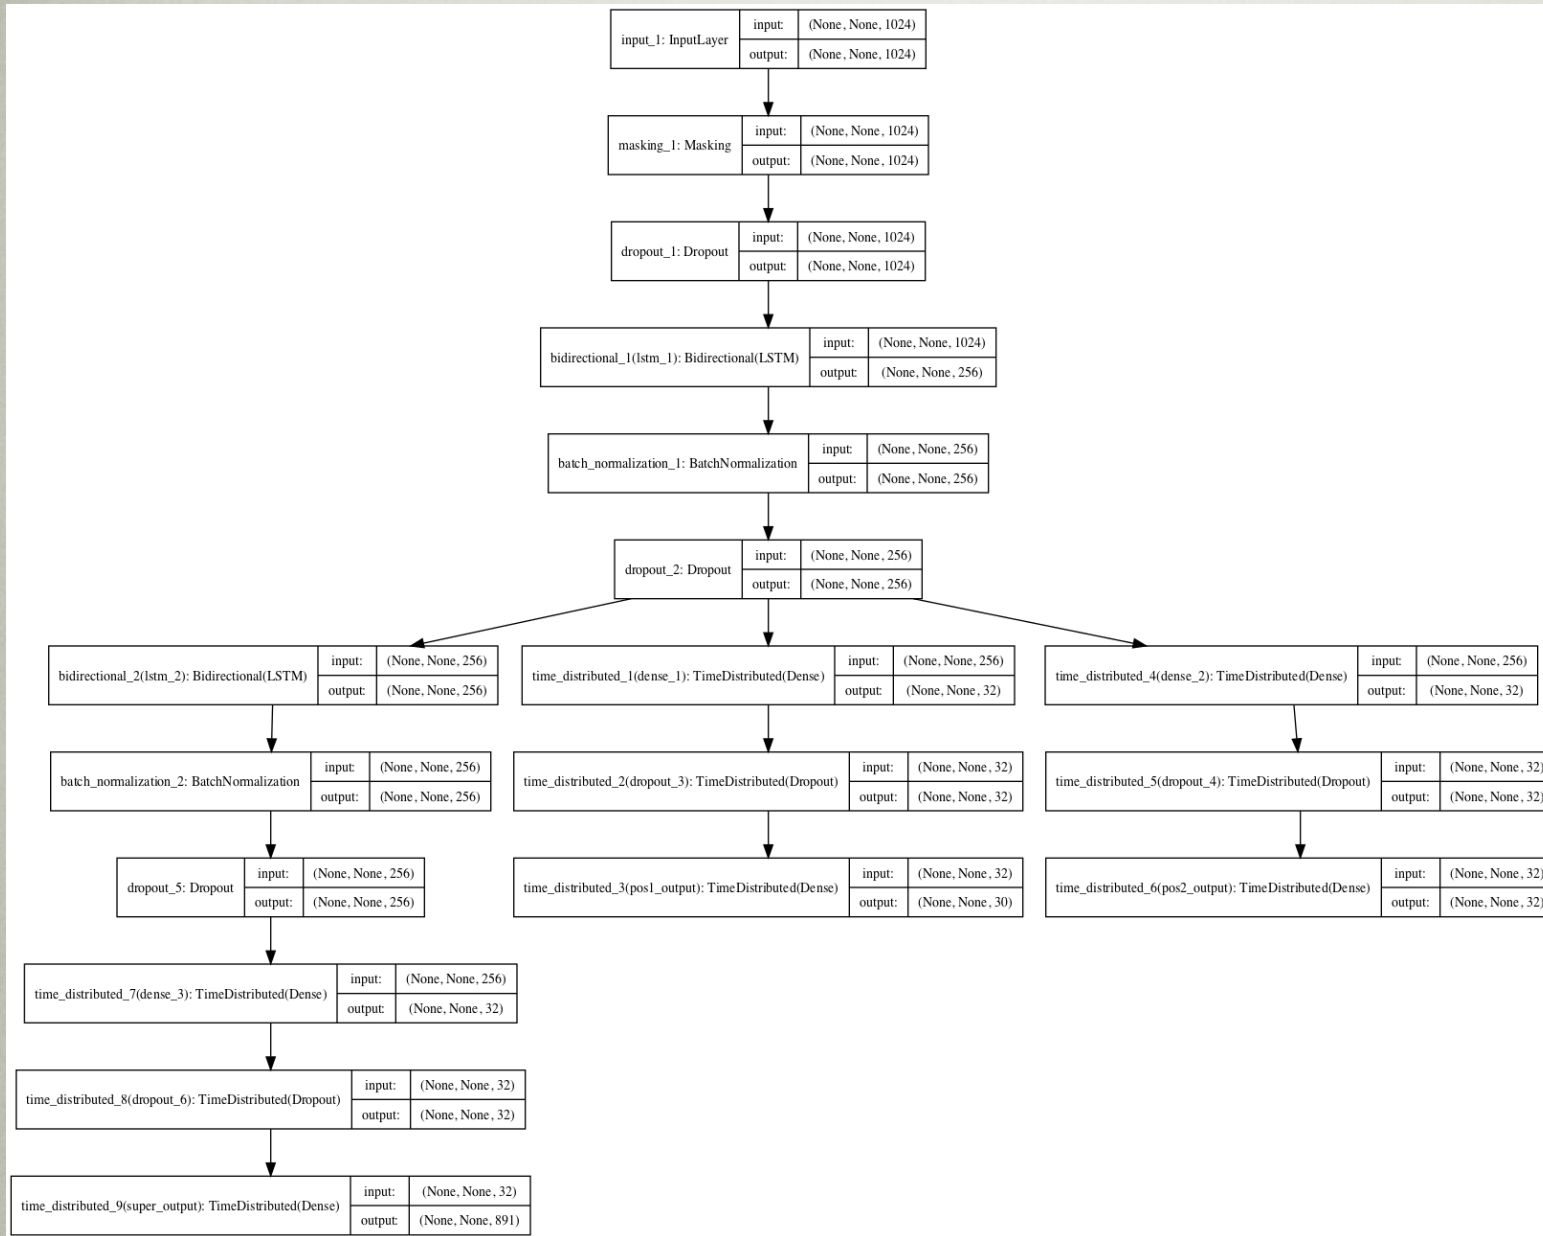 input_1: InputLayer
input: (None, None, 1024)
output: (None, None, 1024)
masking_1: Masking
input: (None, None, 1024)
output: (None, None, 1024)
dropout_1: Dropout
input: (None, None, 1024)
output: (None, None, 1024)
bidirectional_1(lstm_1): Bidirectional(LSTM)
input: (None, None, 1024)
output: (None, None, 256)
batch_normalization_1: BatchNormalization
input: (None, None, 256)
output: (None, None, 256)
dropout_2: Dropout
input: (None, None, 256)
output: (None, None, 256)
bidirectional_2(lstm_2): Bidirectional(LSTM)
input: (None, None, 256)
output: (None, None, 256)
time_distributed_1(dense_1): TimeDistributed(Dense)
input: (None, None, 256)
output: (None, None, 32)
time_distributed_4(dense_2): TimeDistributed(Dense)
input: (None, None, 256)
output: (None, None, 32)
batch_normalization_2: BatchNormalization
input: (None, None, 256)
output: (None, None, 256)
time_distributed_2(dropout_3): TimeDistributed(Dropout)
input: (None, None, 32)
output: (None, None, 32)
time_distributed_5(dropout_4): TimeDistributed(Dropout)
input: (None, None, 32)
output: (None, None, 32)
dropout_5: Dropout
input: (None, None, 256)
output: (None, None, 256)
time_distributed_3(pos1_output): TimeDistributed(Dense)
input: (None, None, 32)
output: (None, None, 30)
time_distributed_6(pos2_output): TimeDistributed(Dense)
input: (None, None, 32)
output: (None, None, 32)
time_distributed_7(dense_3): TimeDistributed(Dense)
input: (None, None, 256)
output: (None, None, 32)
time_distributed_8(dropout_6): TimeDistributed(Dropout)
input: (None, None, 32)
output: (None, None, 32)
time_distributed_9(super_output): TimeDistributed(Dense)
input: (None, None, 32)
output: (None, None, 891)